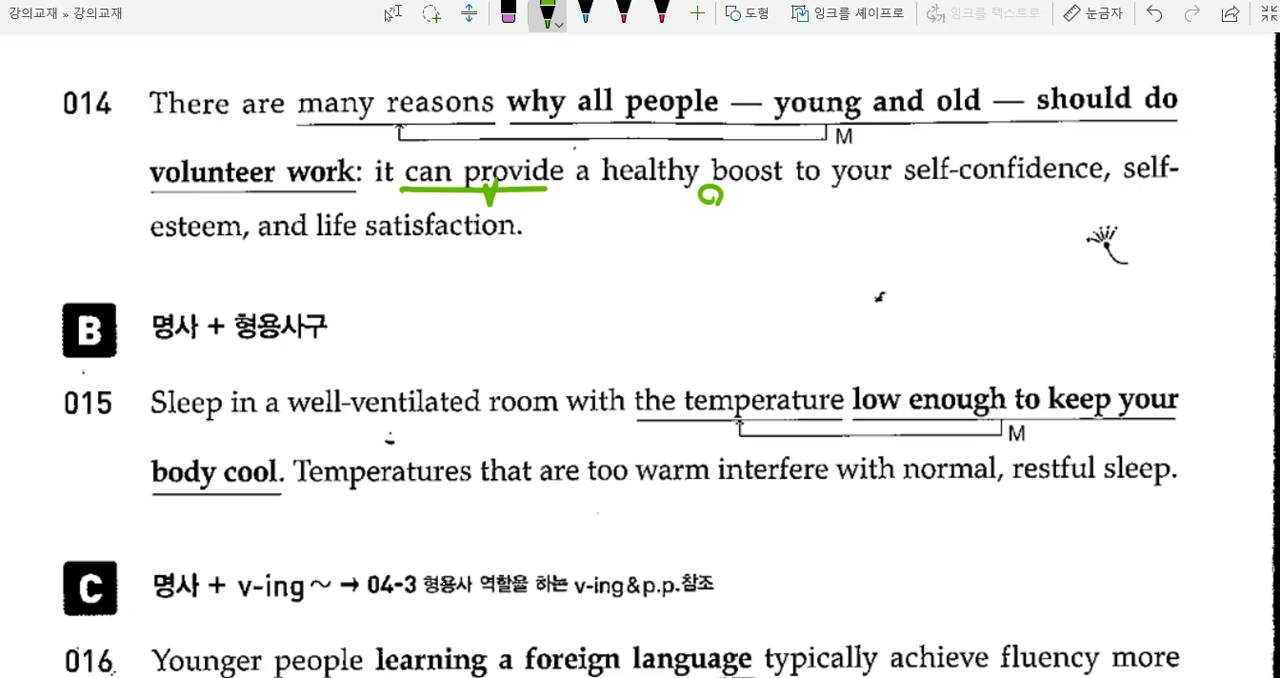 강의교재 » 강의교재 도형 잉크를 셰이프로 잉크를 텍스트로 눈금자
014 There are many reasons why all people — young and old — should do
M
volunteer work: it can provide a healthy boost to your self-confidence, self-
esteem, and life satisfaction.
B 명사 + 형용사구
015 Sleep in a well-ventilated room with the temperature low enough to keep your
M
body cool. Temperatures that are too warm interfere with normal, restful sleep.
C 명사 + v-ing ~ → 04-3 형용사 역할을 하는 v-ing&p.p.참조
016 Younger people learning a foreign language typically achieve fluency more